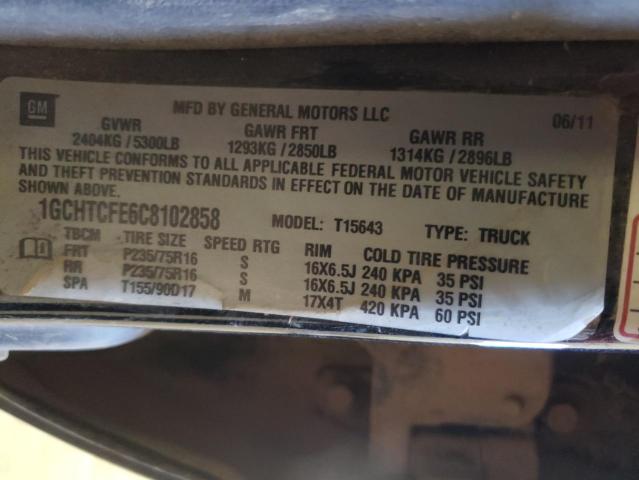 GM
MFD BY GENERAL MOTORS LLC 06/11
GVWR GAWR FRT GAWR RR
2404KG / 5300LB 1293KG / 2850LB 1314KG / 2896LB
THIS VEHICLE CONFORMS TO ALL APPLICABLE FEDERAL MOTOR VEHICLE SAFETY
AND THEFT PREVENTION STANDARDS IN EFFECT ON THE DATE OF MANUFACTURE
SHOWN ABOVE.
1GCHTCFE6C8102858 MODEL: T15643 TYPE: TRUCK
TBCM TIRE SIZE SPEED RTG RIM COLD TIRE PRESSURE
FRT P235/75R16 S 16X6.5J 240 KPA 35 PSI
RR P235/75R16 S 16X6.5J 240 KPA 35 PSI
SPA T155/90D17 M 17X4T 420 KPA 60 PSI